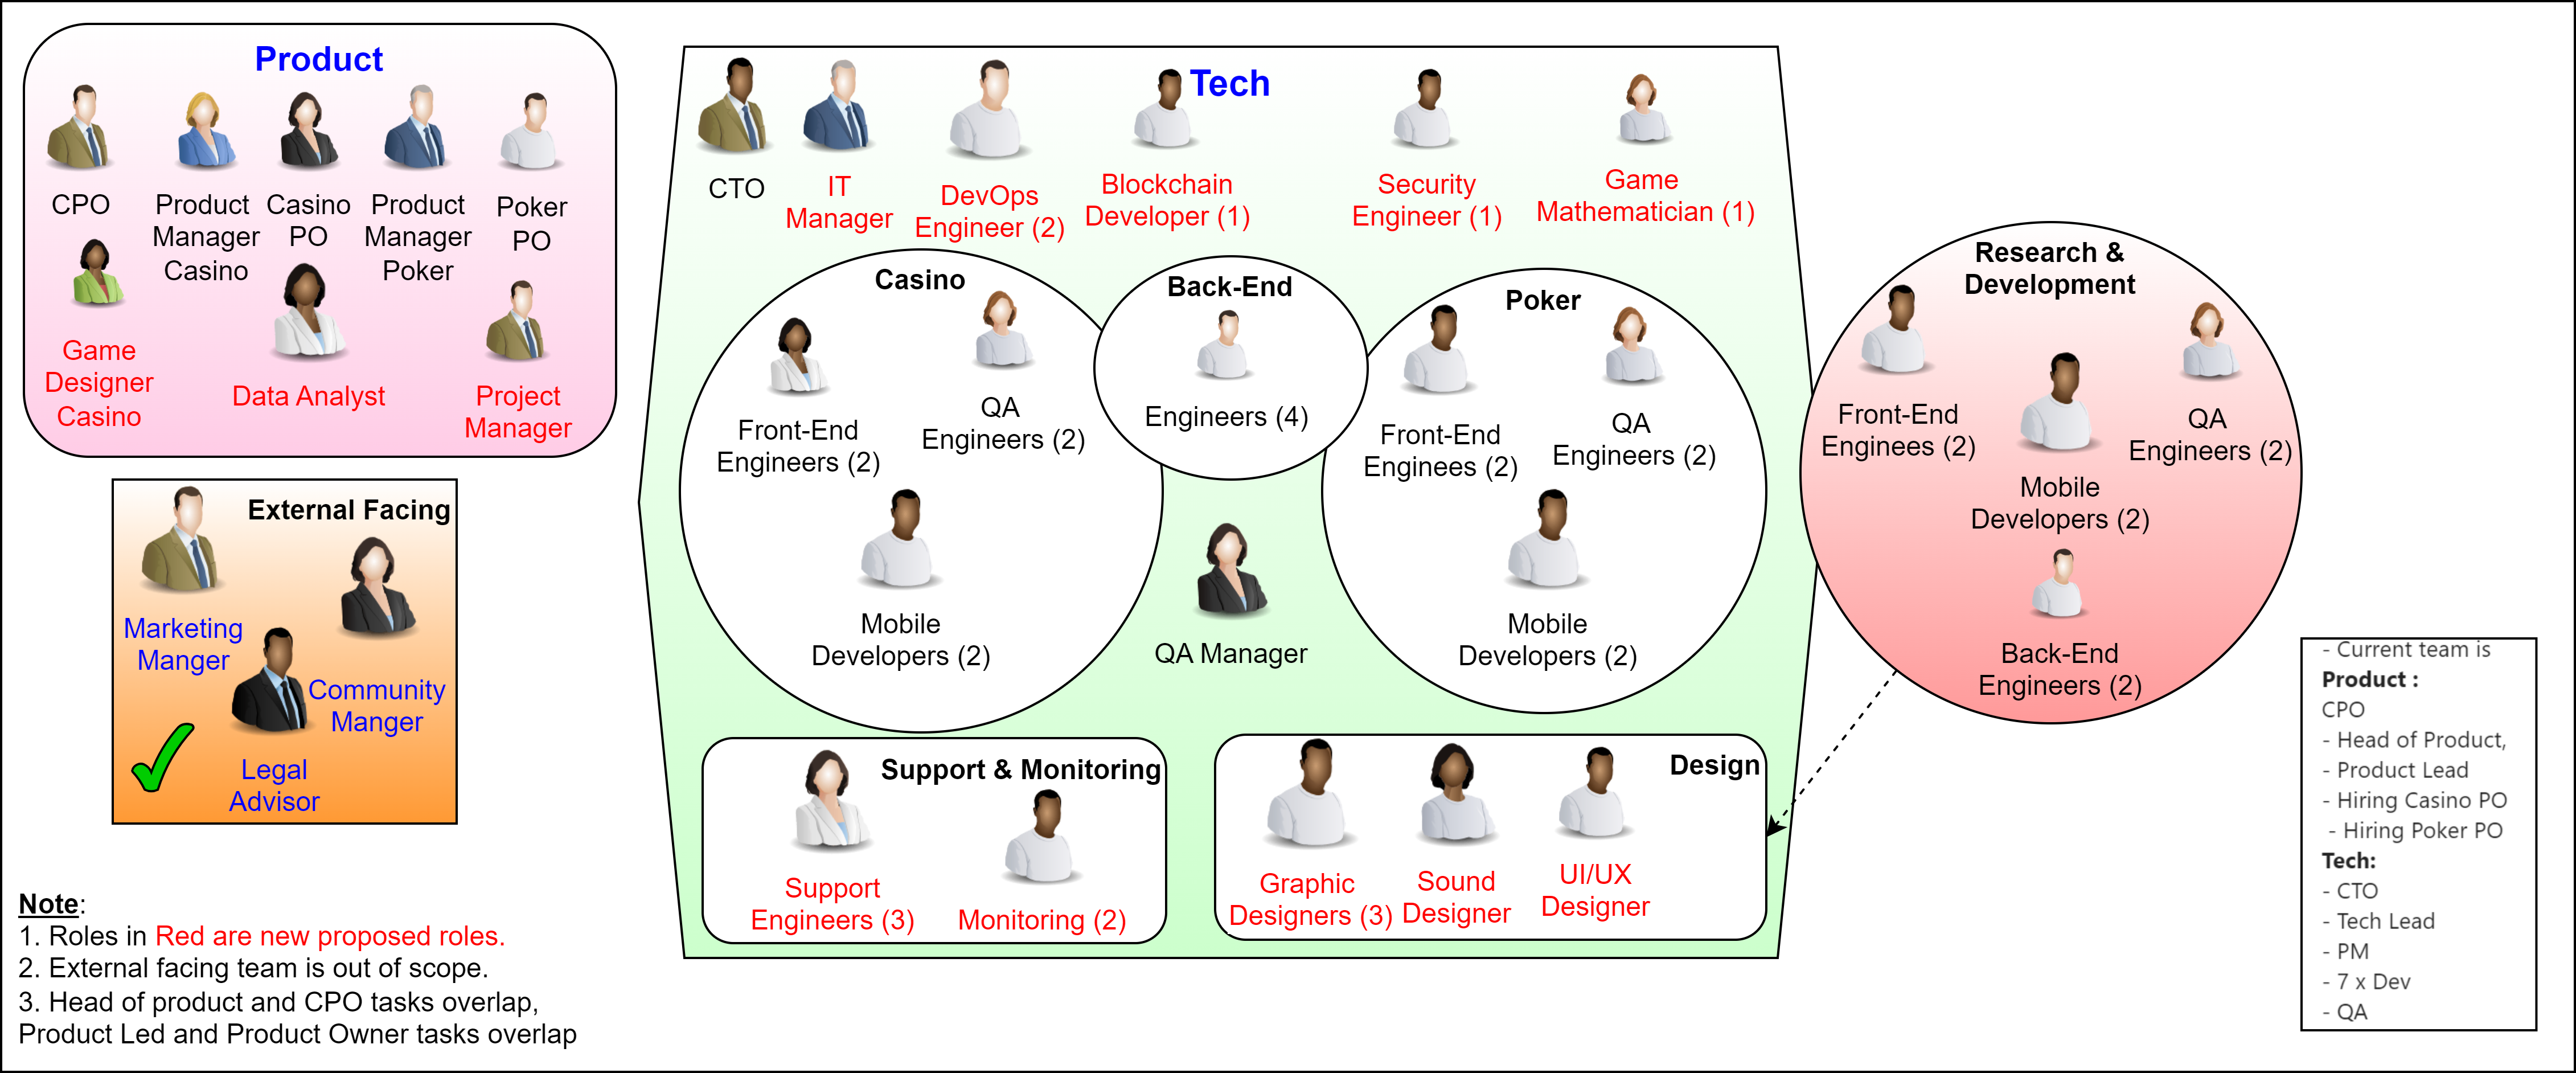 Product
CPO
Product
Manager
Casino
Casino
PO
Product
Manager
Poker
Poker
PO
Game
Designer
Casino
Data Analyst
Project
Manager
External Facing
Marketing
Manger
Community
Manger
Legal
Advisor
Note:
1. Roles in Red are new proposed roles.
2. External facing team is out of scope.
3. Head of product and CPO tasks overlap,
Product Led and Product Owner tasks overlap
Tech
CTO
IT
Manager
DevOps
Engineer (2)
Blockchain
Developer (1)
Security
Engineer (1)
Game
Mathematician (1)
Casino
Front-End
Engineers (2)
QA
Engineers (2)
Mobile
Developers (2)
Back-End
Engineers (4)
QA Manager
Poker
Front-End
Enginees (2)
QA
Engineers (2)
Mobile
Developers (2)
Support & Monitoring
Support
Engineers (3)
Monitoring (2)
Design
Graphic
Designers (3)
Sound
Designer
UI/UX
Designer
Research &
Development
Front-End
Enginees (2)
QA
Engineers (2)
Mobile
Developers (2)
Back-End
Engineers (2)
- Current team is
Product :
CPO
- Head of Product,
- Product Lead
- Hiring Casino PO
- Hiring Poker PO
Tech:
- CTO
- Tech Lead
- PM
- 7 x Dev
- QA